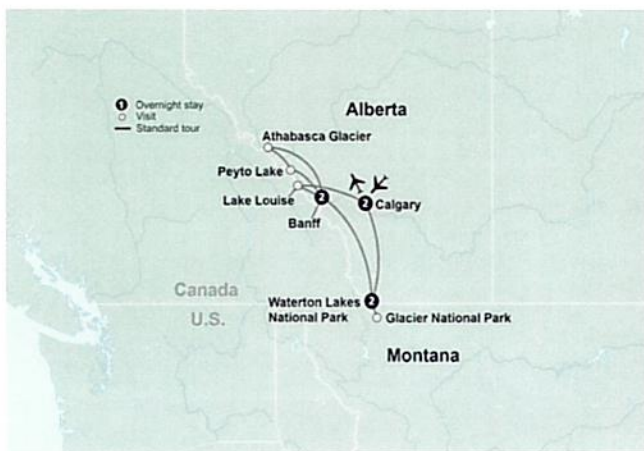 1 Overnight stay
Visit
Standard tour
Alberta
Athabasca Glacier
Peyto Lake
Lake Louise
2
Banff
2 Calgary
Canada
U.S.
Waterton Lakes
National Park
2
Glacier National Park
Montana